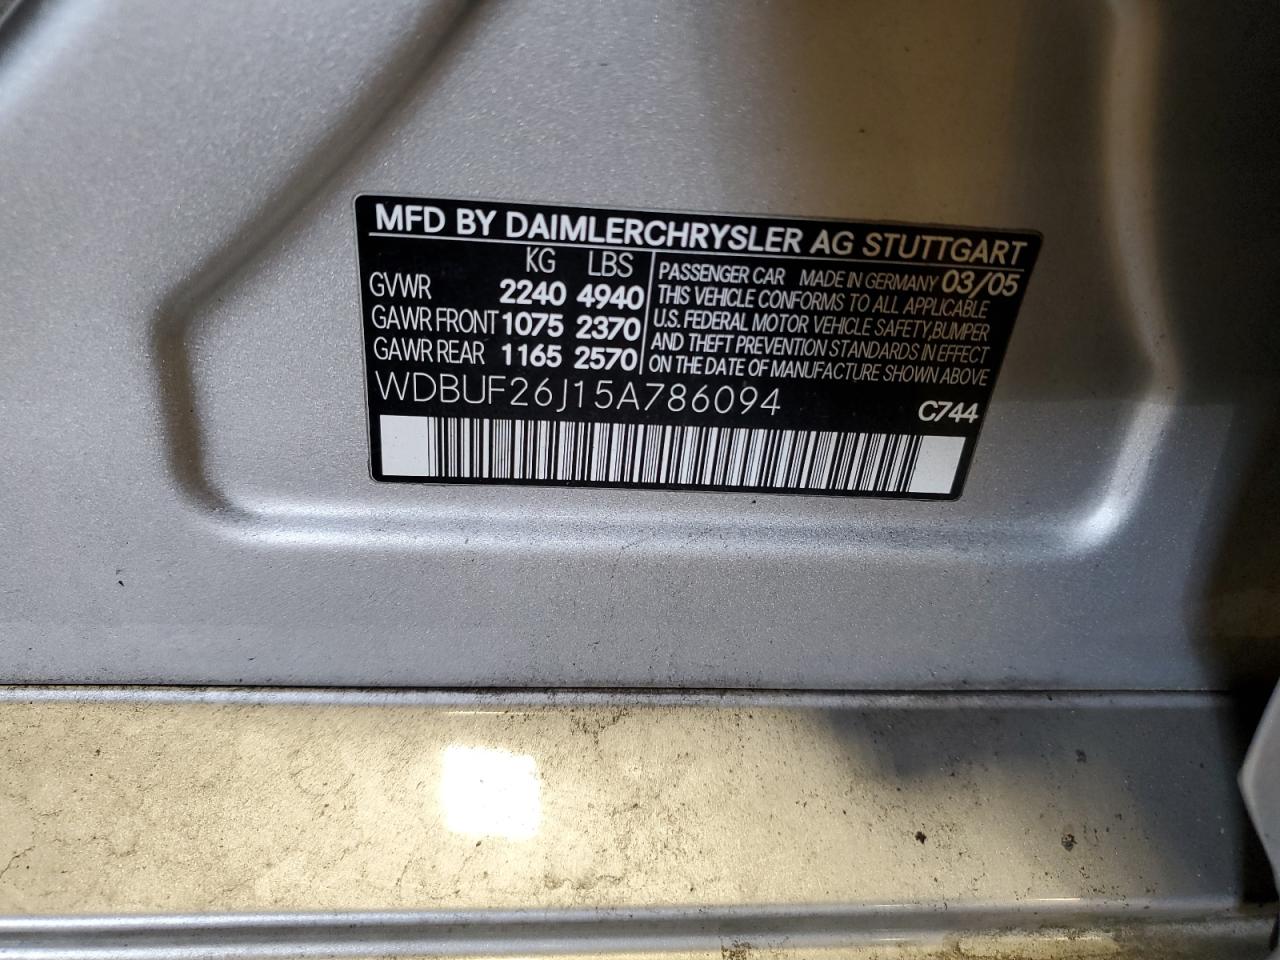 MFD BY DAIMLERCHRYSLER AG STUTTGART
KG LBS
GVWR 2240 4940
GAWR FRONT 1075 2370
GAWR REAR 1165 2570
PASSENGER CAR MADE IN GERMANY 03/05
THIS VEHICLE CONFORMS TO ALL APPLICABLE
U.S. FEDERAL MOTOR VEHICLE SAFETY,BUMPER
AND THEFT PREVENTION STANDARDS IN EFFECT
ON THE DATE OF MANUFACTURE SHOWN ABOVE
WDBUF26J15A786094
C744